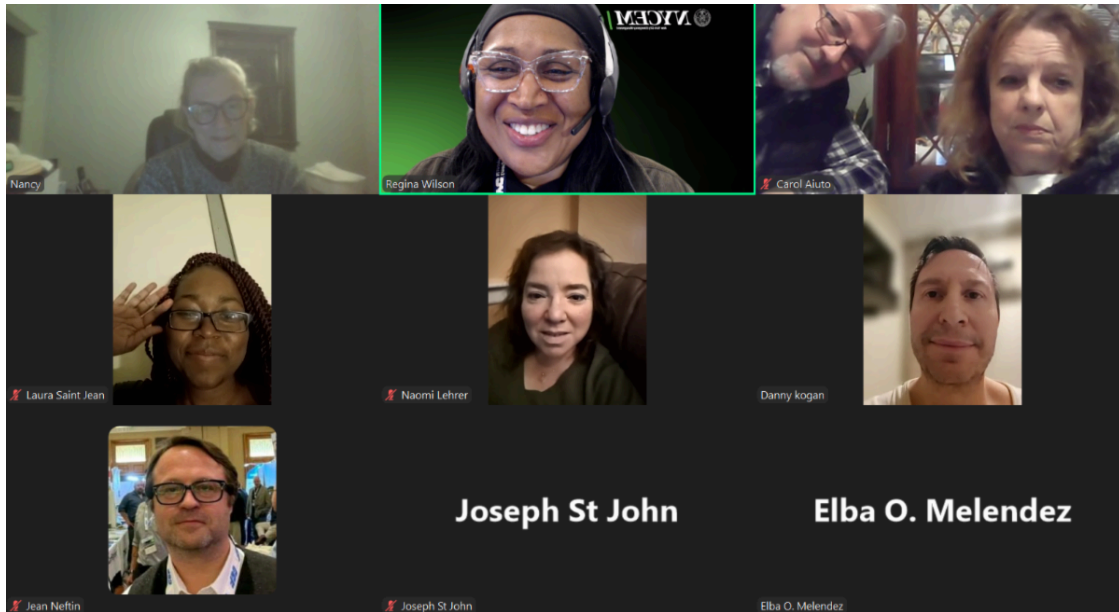 NYCEM
Nancy
Regina Wilson
Carol Aiuto
Laura Saint Jean
Naomi Lehrer
Danny kogan
Joseph St John
Elba O. Melendez
Jean Neftin
Joseph St John
Elba O. Melendez